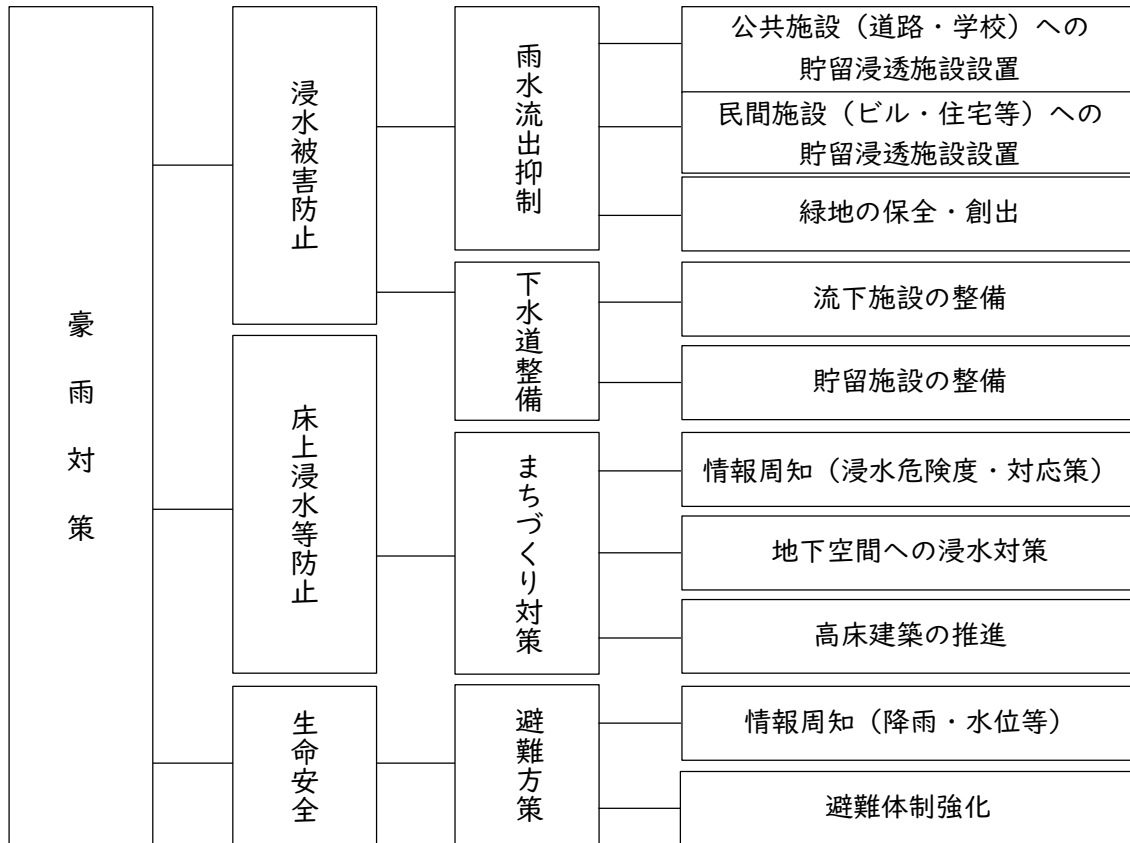 豪雨対策
浸水被害防止
雨水流出抑制
公共施設（道路・学校）への
貯留浸透施設設置
民間施設（ビル・住宅等）への
貯留浸透施設設置
緑地の保全・創出
下水道整備
流下施設の整備
貯留施設の整備
床上浸水等防止
まちづくり対策
情報周知（浸水危険度・対応策）
地下空間への浸水対策
高床建築の推進
生命安全
避難方策
情報周知（降雨・水位等）
避難体制強化